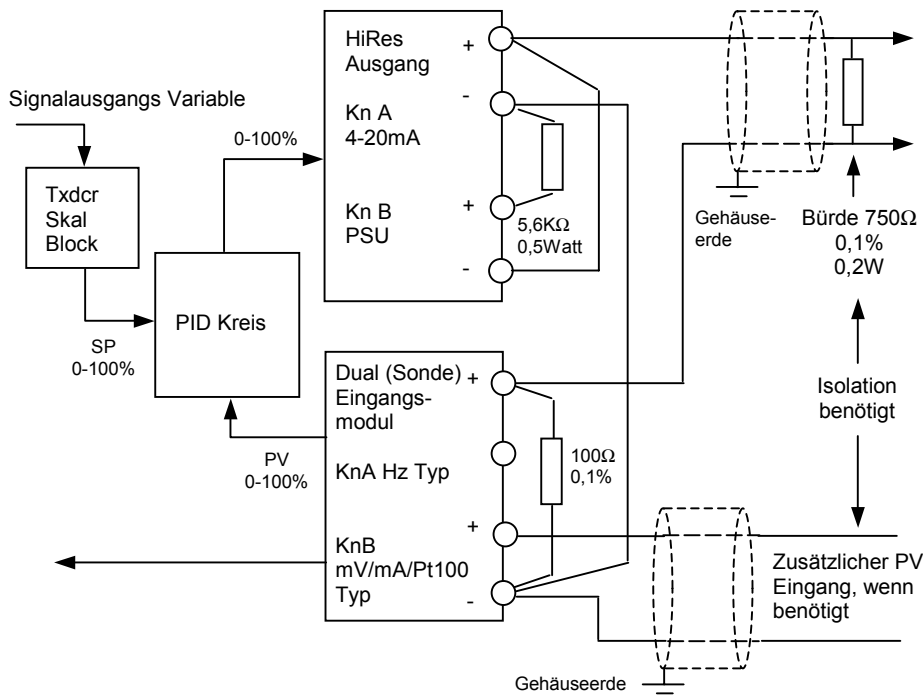 Signalausgangs Variable
Txdcr
Skal
Block
SP
0-100%
PID Kreis
0-100%
PV
0-100%
HiRes
Ausgang
+
-
Kn A
4-20mA
Kn B
PSU
+
-
5,6KΩ
0,5Watt
Gehäuse-
erde
Bürde 750Ω
0,1%
0,2W
Isolation
benötigt
Dual (Sonde)
Eingangs-
modul
+
KnA Hz Typ
100Ω
0,1%
+
KnB
mV/mA/Pt100
Typ
-
Zusätzlicher PV
Eingang, wenn
benötigt
Gehäuseerde